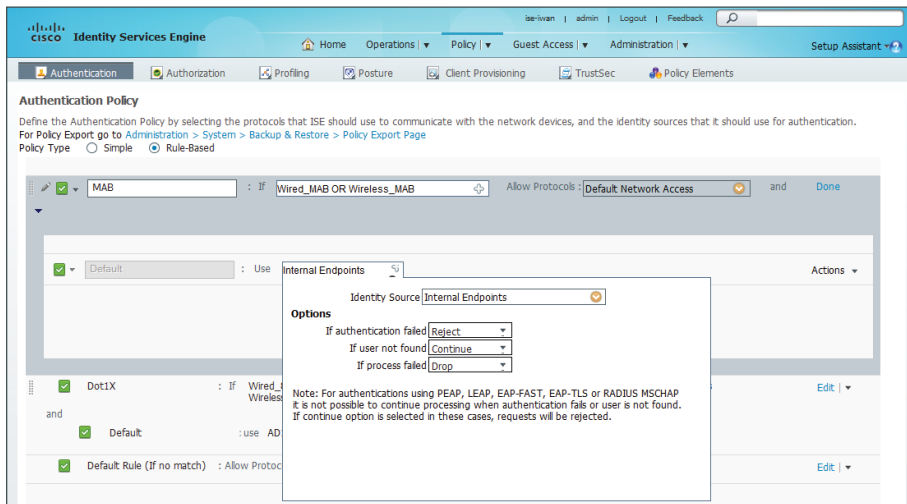 ise-iwan | admin | Logout | Feedback
cisco Identity Services Engine
Home Operations | Policy | Guest Access | Administration | Setup Assistant
Authentication Authorization Profiling Posture Client Provisioning TrustSec Policy Elements
Authentication Policy
Define the Authentication Policy by selecting the protocols that ISE should use to communicate with the network devices, and the identity sources that it should use for authentication.
For Policy Export go to Administration > System > Backup & Restore > Policy Export Page
Policy Type Simple Rule-Based
MAB : If Wired_MAB OR Wireless_MAB Allow Protocols : Default Network Access and Done
Default : Use Internal Endpoints Actions
Identity Source Internal Endpoints
Options
If authentication failed Reject
If user not found Continue
If process failed Drop
Note: For authentications using PEAP, LEAP, EAP-FAST, EAP-TLS or RADIUS MSCHAP
it is not possible to continue processing when authentication fails or user is not found.
If continue option is selected in these cases, requests will be rejected.
Dot1X : If Edit |
and
Default :use
Default Rule (If no match) : Allow Edit |